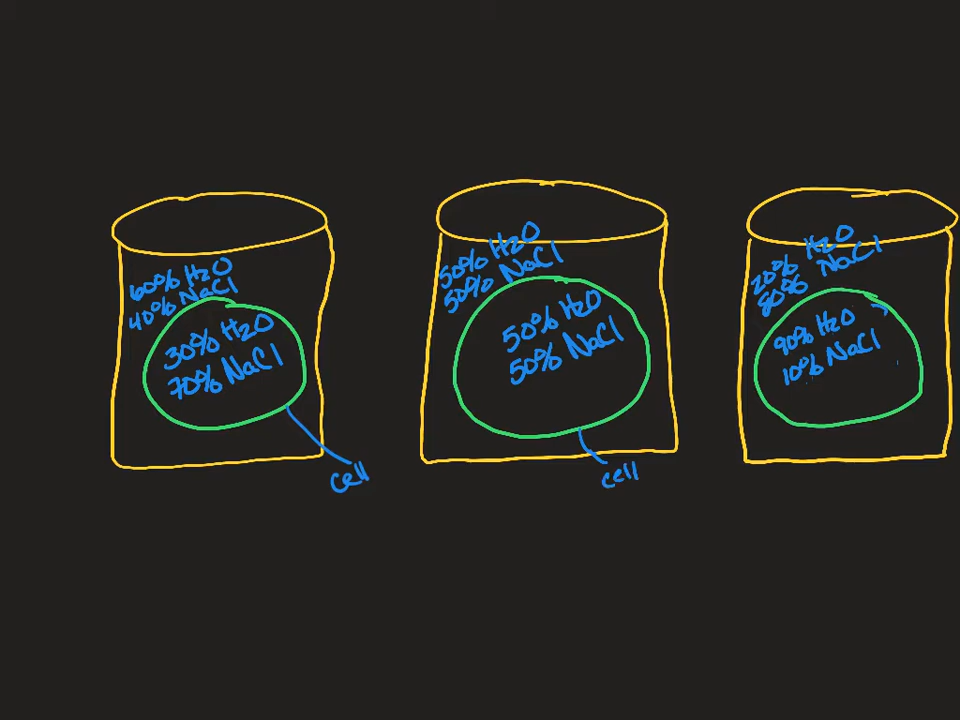 60% H2O
40% NaCl
30% H2O
70% NaCl
cell
50% H2O
50% NaCl
50% H2O
50% NaCl
cell
20% H2O
80% NaCl
90% H2O
10% NaCl